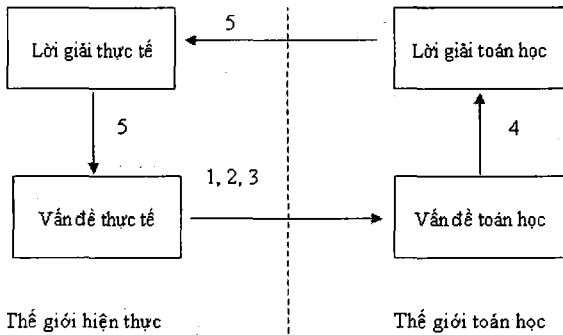 5
Lời giải thực tế
Lời giải toán học
5
4
1, 2, 3
Vấn đề thực tế
Vấn đề toán học
Thế giới hiện thực
Thế giới toán học